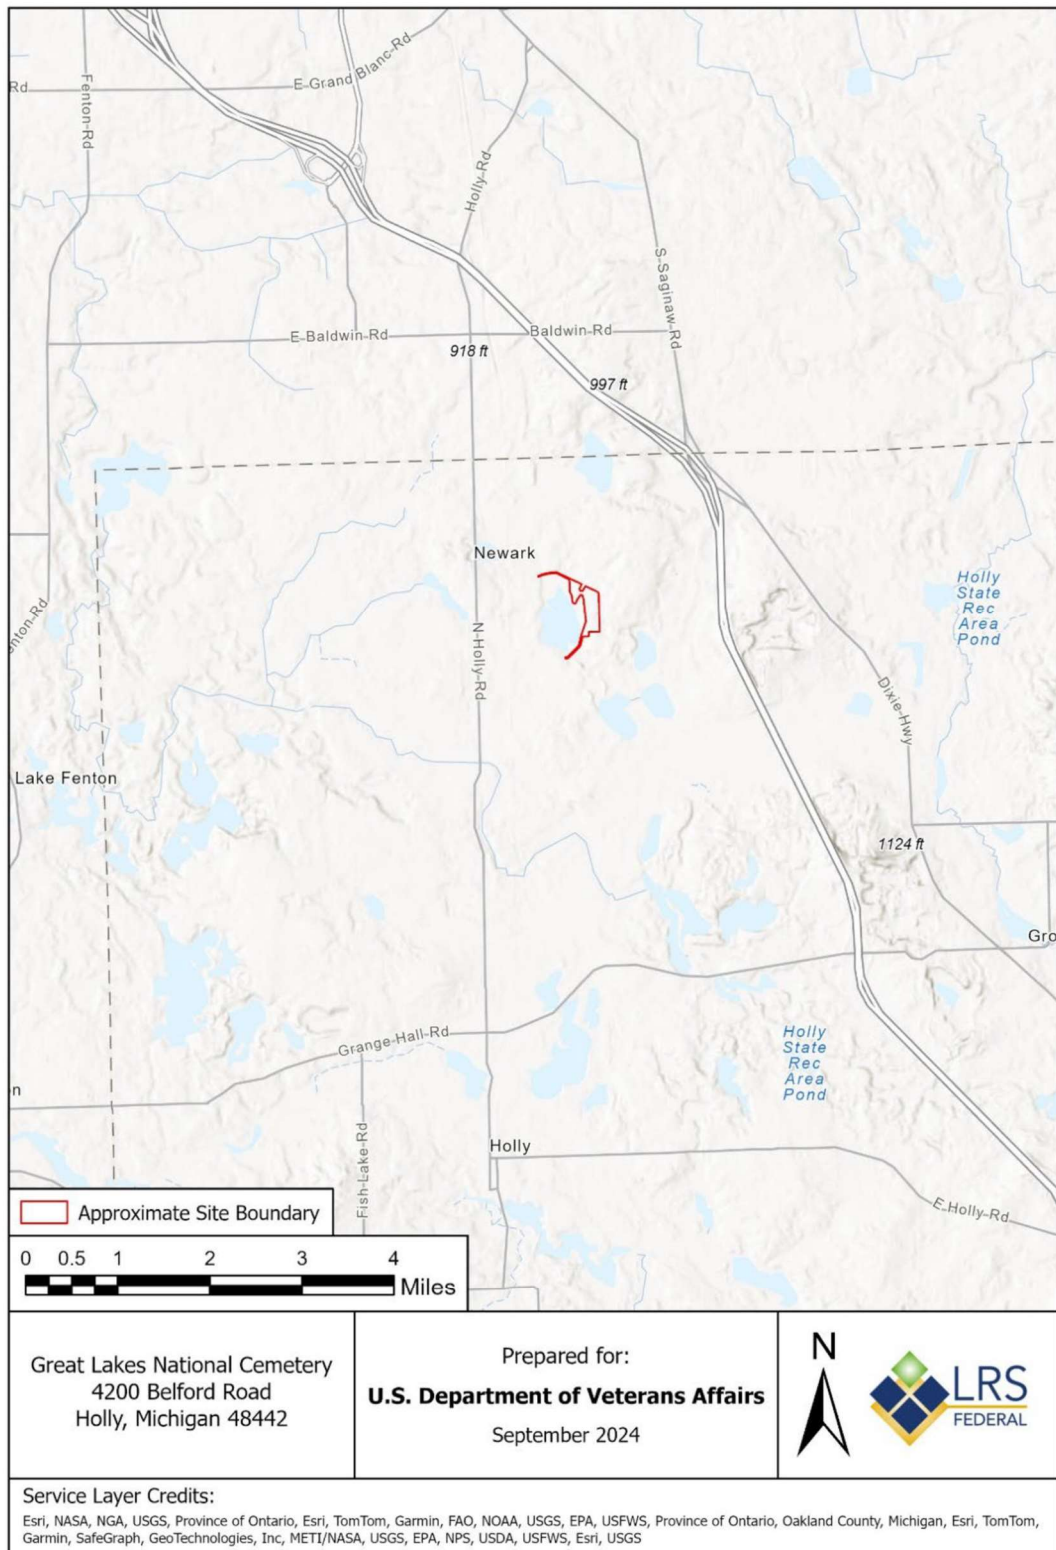 E-Grand Blanc-Rd
Rd
Fenton-Rd
Holly-Rd
S-Saginaw-Rd
E-Baldwin-Rd
Baldwin-Rd
918 ft
997 ft
Newark
Holly
State
Rec
Area
Pond
N-Holly-Rd
nton-Rd
Dixie-Hwy
Lake Fenton
1124 ft
Gro
Grange-Hall-Rd
Holly
State
Rec
Area
Pond
n
Holly
Fish-Lake-Rd
E-Holly-Rd
Approximate Site Boundary
0 0.5 1 2 3 4
Miles
Great Lakes National Cemetery
4200 Belford Road
Holly, Michigan 48442
Prepared for:
U.S. Department of Veterans Affairs
September 2024
N
LRS
FEDERAL
Service Layer Credits:
Esri, NASA, NGA, USGS, Province of Ontario, Esri, TomTom, Garmin, FAO, NOAA, USGS, EPA, USFWS, Province of Ontario, Oakland County, Michigan, Esri, TomTom,
Garmin, SafeGraph, GeoTechnologies, Inc, METI/NASA, USGS, EPA, NPS, USDA, USFWS, Esri, USGS